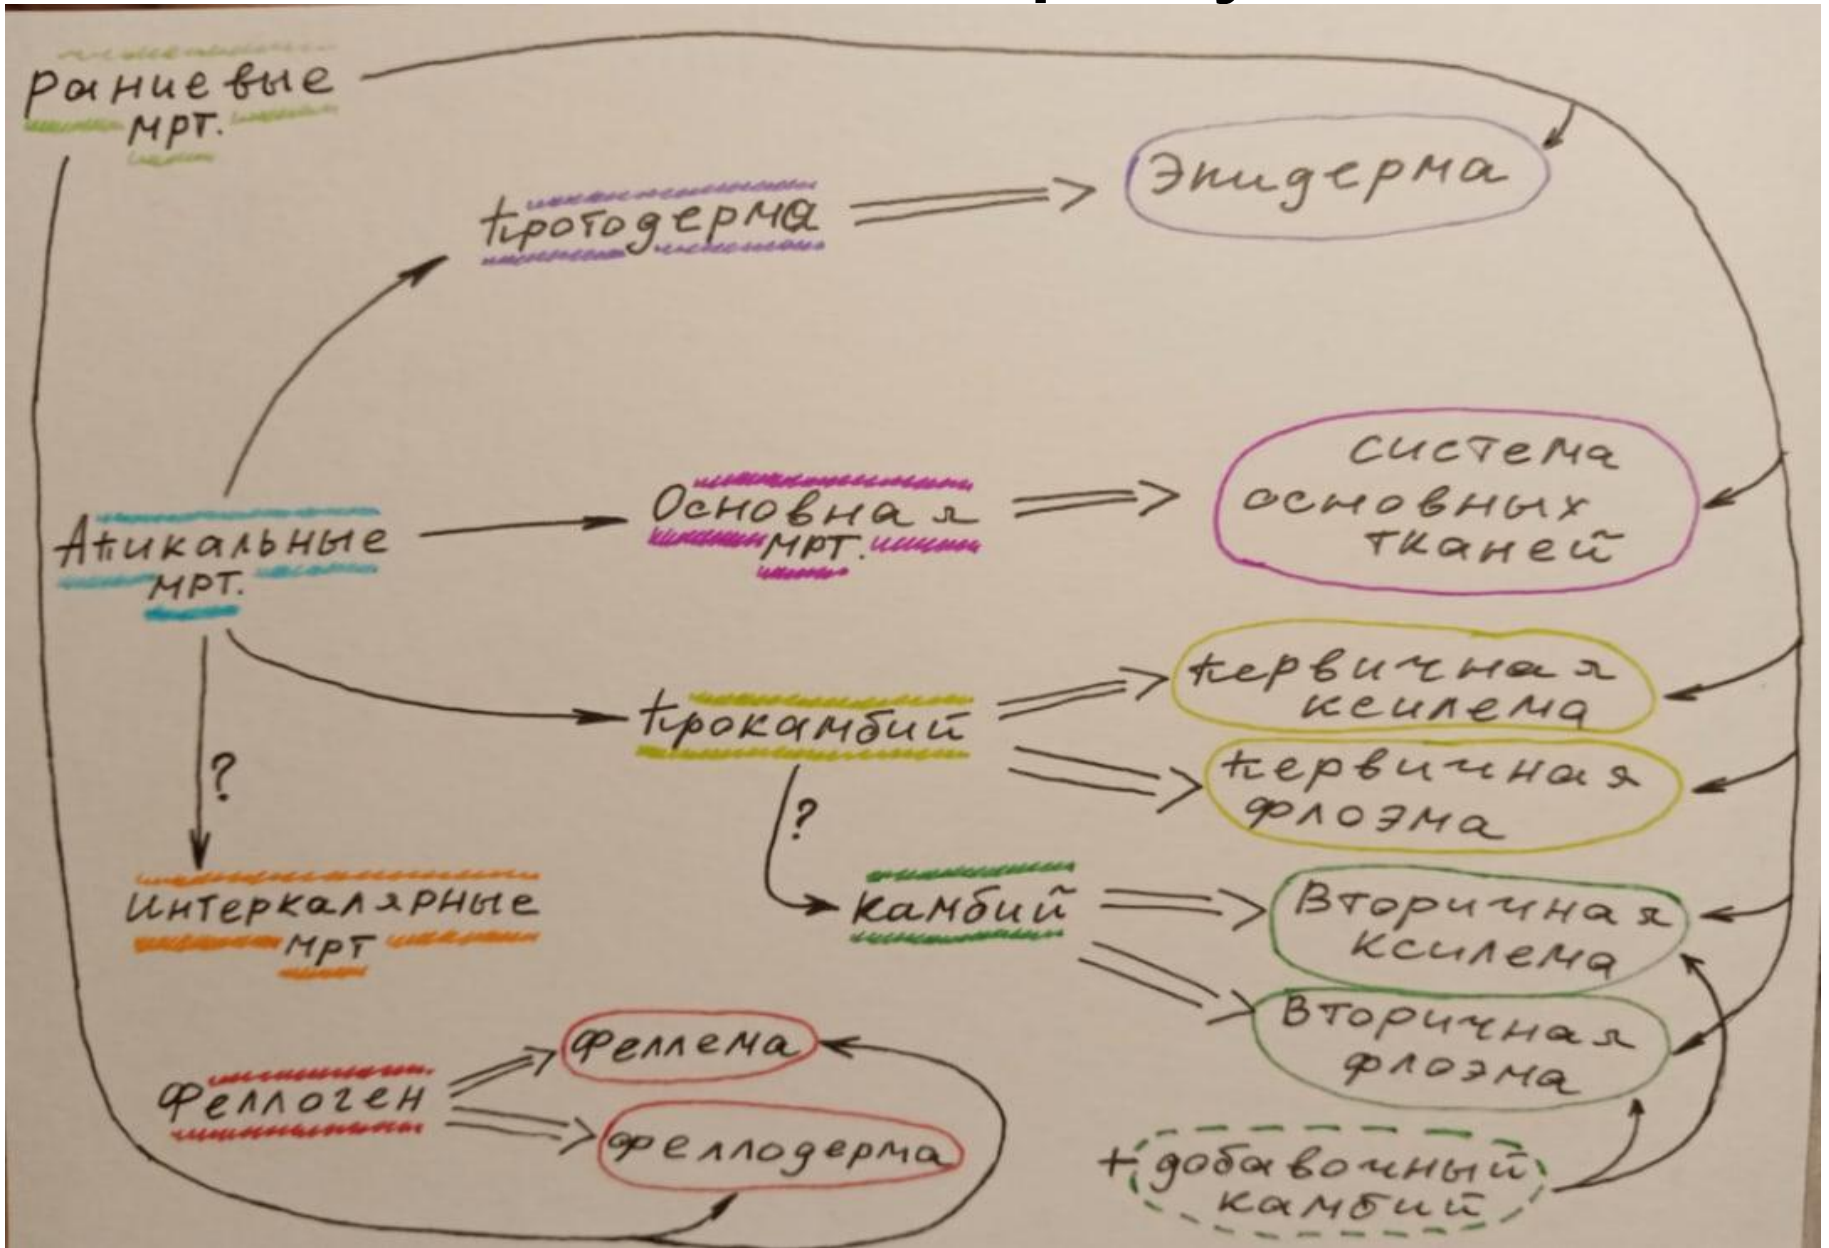 Раниевые
мрт.
Протодерма
Эпидерма
Апикальные
мрт.
Основная
мрт.
система
основных
тканей
Прокамбий
Первичная
ксилема
Первичная
флоэма
?
?
Интеркалярные
мрт
камбий
Вторичная
ксилема
Вторичная
флоэма
Феллоген
Феллема
Феллодерма
+ добавочный
камбий